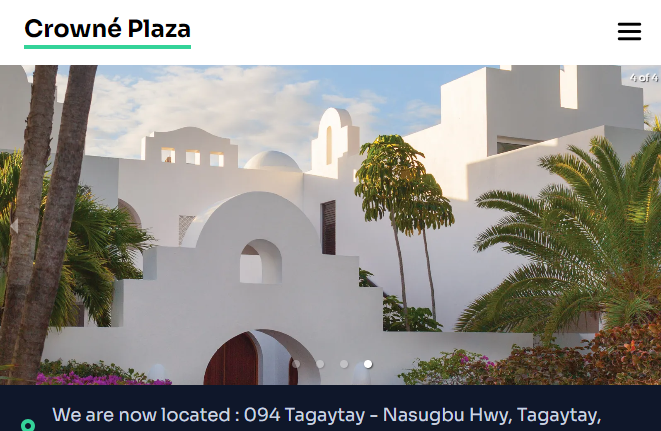 Crowné Plaza
4 of 4
We are now located : 094 Tagaytay - Nasugbu Hwy, Tagaytay,